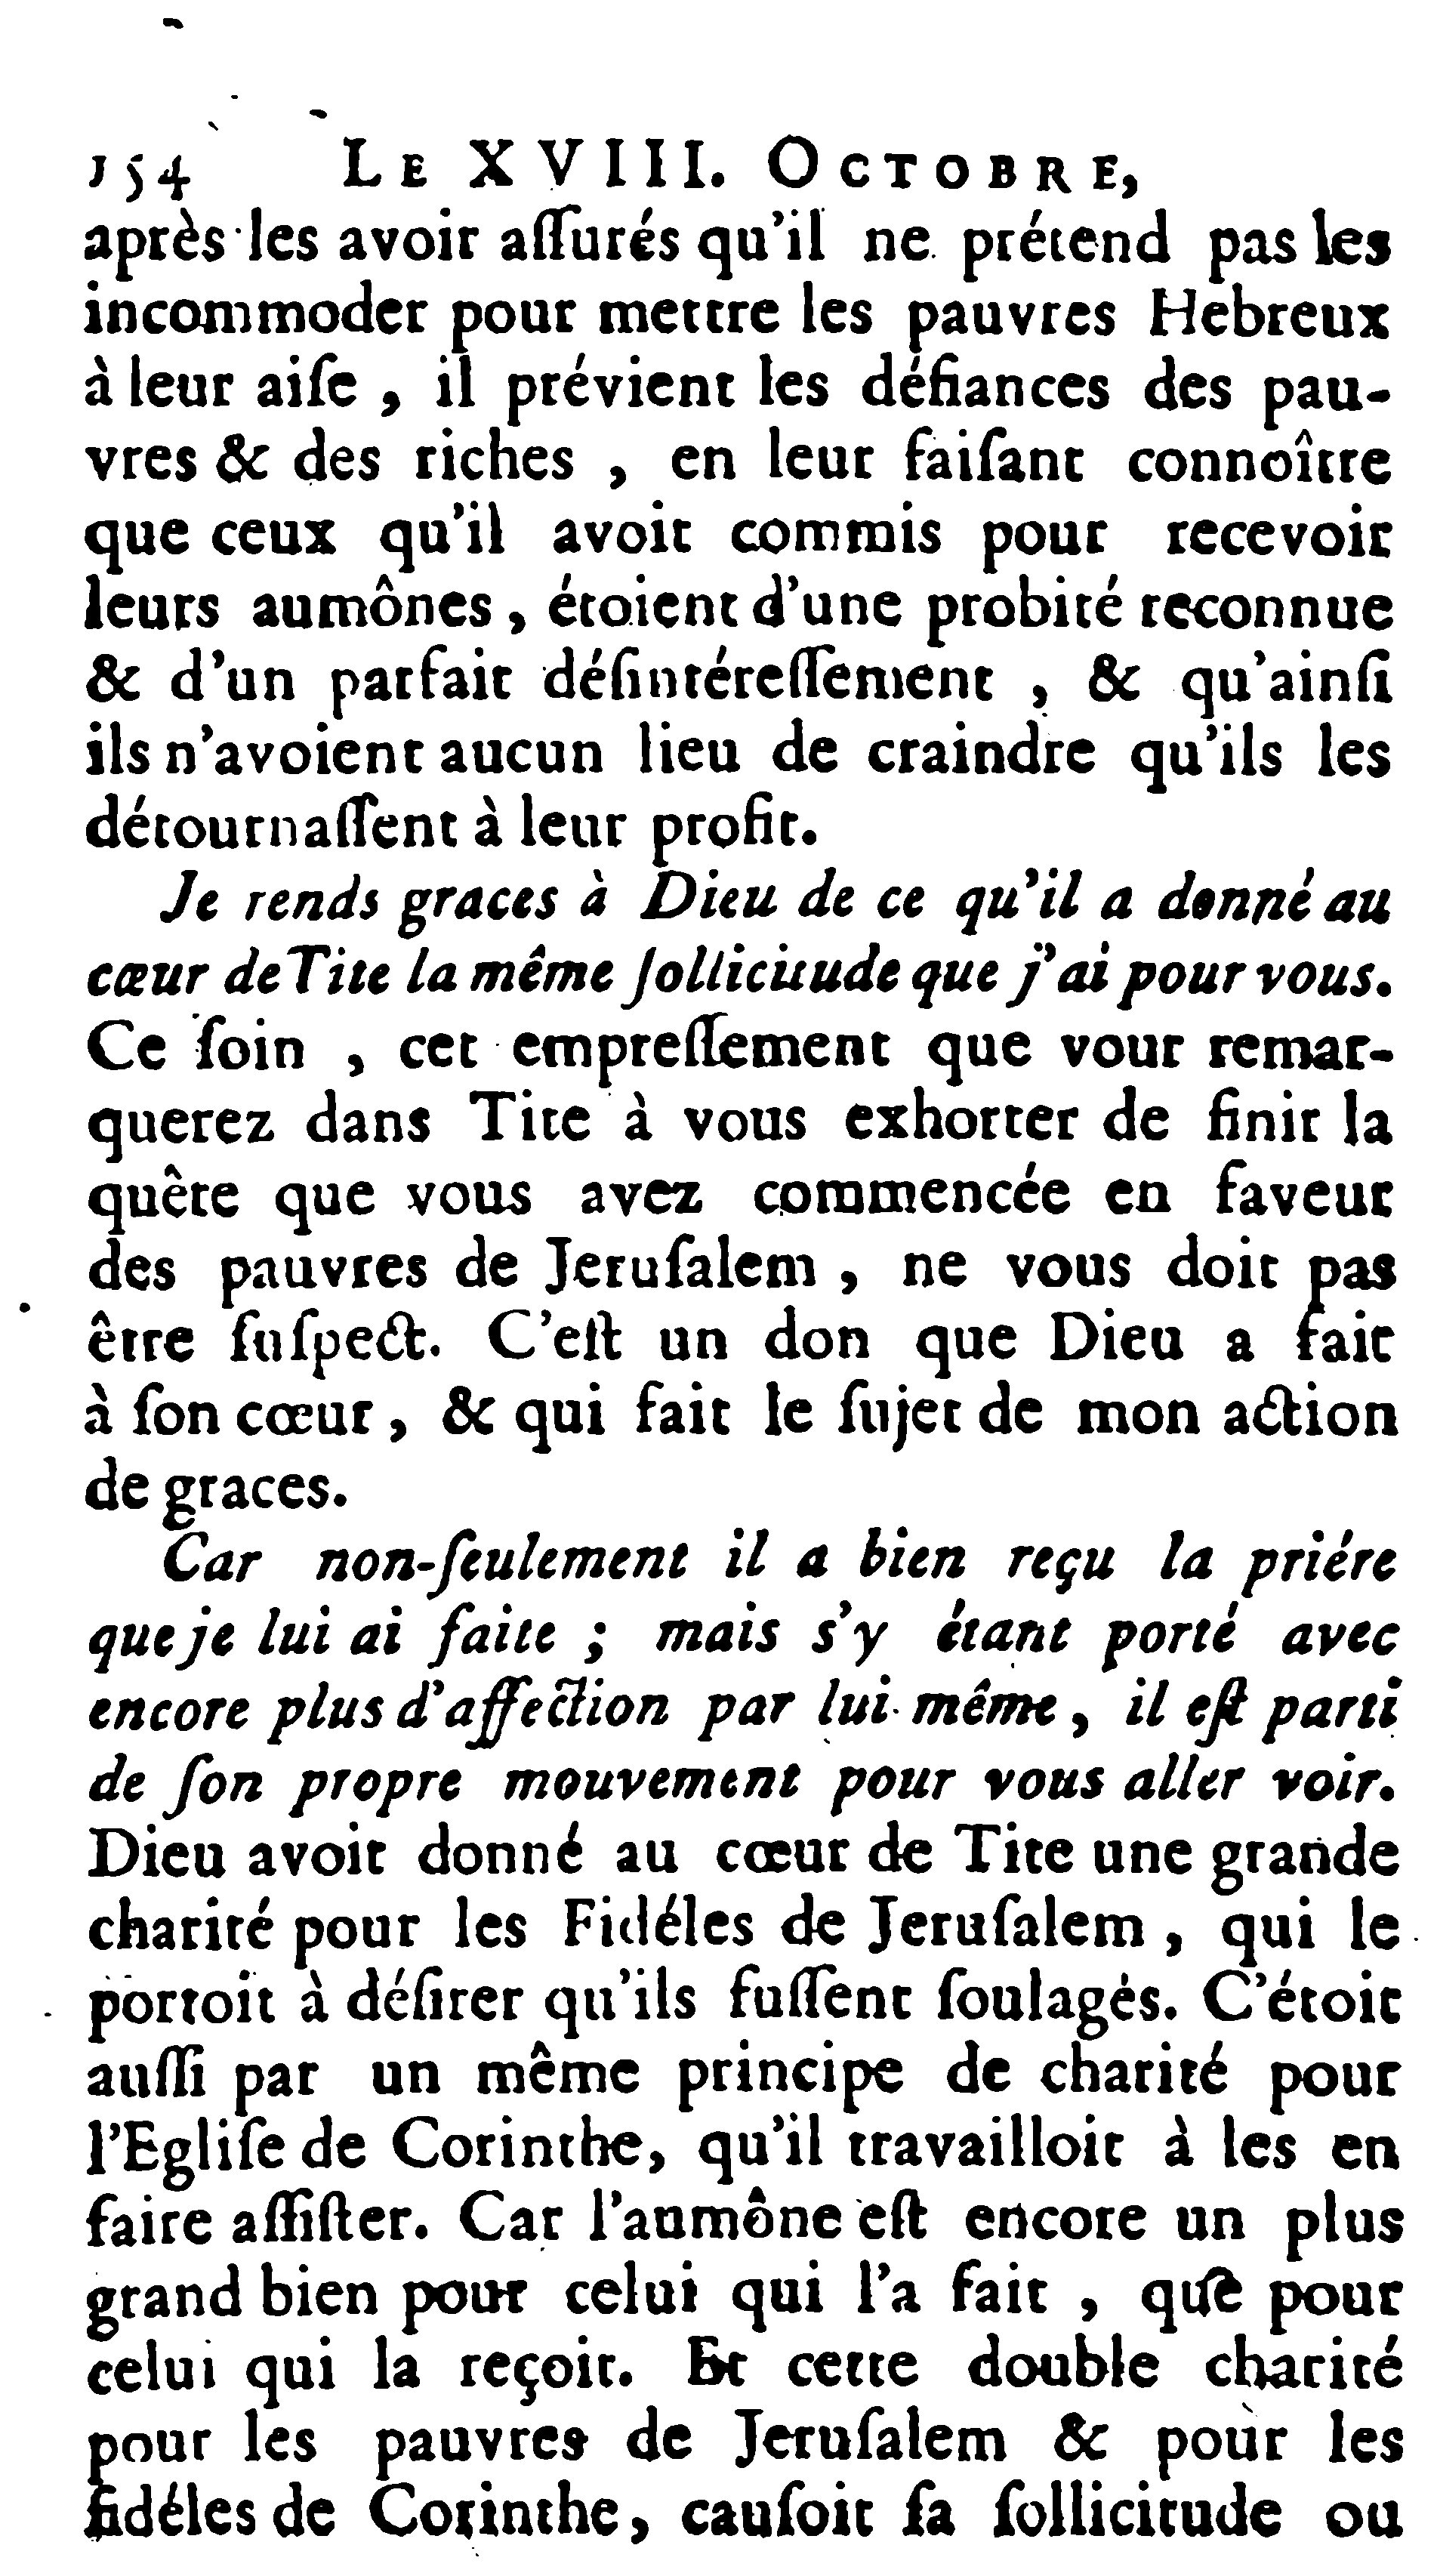 154 LE XVIII. OCTOBRE,
après les avoir aſſurés qu'il ne prétend pas les
incommoder pour mettre les pauvres Hebreux
à leur aiſe , il prévient les défiances des pau-
vres & des riches , en leur faiſant connoître
que ceux qu'il avoit commis pour recevoir
leurs aumônes , étoient d'une probité reconnue
& d'un parfait déſintéreſſement , & qu'ainſi
ils n'avoient aucun lieu de craindre qu'ils les
détournaſſent à leur profit.
Je rends graces à Dieu de ce qu'il a donné au
cœur de Tite la même ſollicitude que j'ai pour vous.
Ce ſoin , cet empreſſement que vour remar-
querez dans Tite à vous exhorter de finir la
quête que vous avez commencée en faveur
des pauvres de Jeruſalem , ne vous doit pas
être ſuſpect. C'eſt un don que Dieu a fait
à ſon cœur , & qui fait le ſujet de mon action
de graces.
Car non-ſeulement il a bien reçu la priére
que je lui ai faite ; mais s'y étant porté avec
encore plus d'affection par lui-même , il eſt parti
de ſon propre mouvement pour vous aller voir.
Dieu avoit donné au cœur de Tite une grande
charité pour les Fidéles de Jeruſalem , qui le
portoit à déſirer qu'ils fuſſent ſoulagés. C'étoit
auſſi par un même principe de charité pour
l'Egliſe de Corinthe, qu'il travailloit à les en
faire aſſiſter. Car l'aumône eſt encore un plus
grand bien pour celui qui l'a fait , que pour
celui qui la reçoit. Et cette double charité
pour les pauvres de Jeruſalem & pour les
fidéles de Corinthe, cauſoit ſa ſollicitude ou